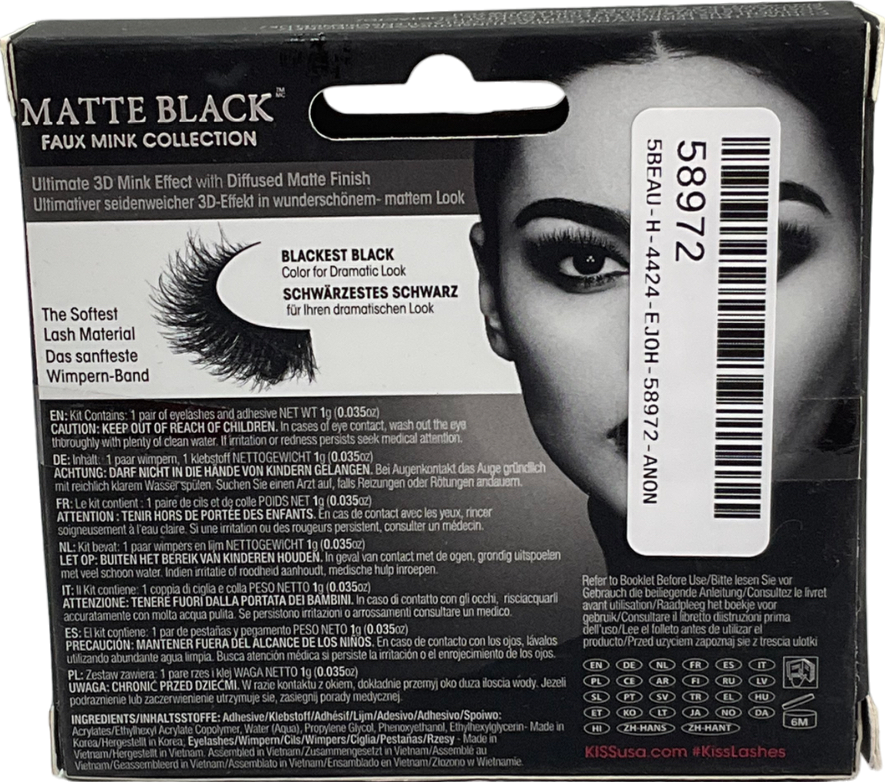 MATTE BLACK™
MC
FAUX MINK COLLECTION
Ultimate 3D Mink Effect with Diffused Matte Finish
Ultimativer seidenweicher 3D-Effekt in wunderschönem- mattem Look
BLACKEST BLACK
Color for Dramatic Look
SCHWÄRZESTES SCHWARZ
für Ihren dramatischen Look
The Softest
Lash Material
Das sanfteste
Wimpern-Band
58972
5BEAU-H-4424-EJOH-58972-ANON
EN: Kit Contains: 1 pair of eyelashes and adhesive NET WT 1g (0.035oz)
CAUTION: KEEP OUT OF REACH OF CHILDREN. In cases of eye contact, wash out the eye
thoroughly with plenty of clean water. If irritation or redness persists seek medical attention.
DE: Inhalt: 1 paar wimpern, 1 klebstoff NETTOGEWICHT 1g (0.035oz)
ACHTUNG: DARF NICHT IN DIE HÄNDE VON KINDERN GELANGEN. Bei Augenkontakt das Auge gründlich
mit reichlich klarem Wasser spülen. Suchen Sie einen Arzt auf, falls Reizungen oder Rötungen andauern.
FR: Le kit contient : 1 paire de cils et de colle POIDS NET 1g (0.035oz)
ATTENTION : TENIR HORS DE PORTÉE DES ENFANTS. En cas de contact avec les yeux, rincer
soigneusement à l'eau claire. Si une irritation ou des rougeurs persistent, consulter un médecin.
NL: Kit bevat: 1 paar wimpers en lijm NETTOGEWICHT 1g (0.035oz)
LET OP: BUITEN HET BEREIK VAN KINDEREN HOUDEN. In geval van contact met de ogen, grondig uitspoelen
met veel schoon water. Indien irritatie of roodheid aanhoudt, medische hulp inroepen.
IT: Il Kit contiene: 1 coppia di ciglia e colla PESO NETTO 1g (0.035oz)
ATTENZIONE: TENERE FUORI DALLA PORTATA DEI BAMBINI. In caso di contatto con gli occhi, risciacquarli
accuratamente con molta acqua pulita. Se persistono irritazioni o arrossamenti consultare un medico.
ES: El kit contiene: 1 par de pestañas y pegamento PESO NETO 1g (0.035oz)
PRECAUCIÓN: MANTENER FUERA DEL ALCANCE DE LOS NIÑOS. En caso de contacto con los ojos, lávalos
utilizando abundante agua limpia. Busca atención médica si persiste la irritación o el enrojecimiento de los ojos.
PL: Zestaw zawiera: 1 pare rzes i klej WAGA NETTO 1g (0.035oz)
UWAGA: CHRONIĆ PRZED DZIEĆMI. W razie kontaktu z okiem, dokladnie przemyj oko duza iloscia wody. Jezeli
podraznienie lub zaczerwienienie utrzymuje sie, zasiegnij porady medycznej.
INGREDIENTS/INHALTSSTOFFE: Adhesive/Klebstoff/Adhésif/Lijm/Adesivo/Adhesivo/Spoiwo:
Acrylates/Ethylhexyl Acrylate Copolymer, Water (Aqua), Propylene Glycol, Phenoxyethanol, Ethylhexylglycerin- Made in
Korea/Hergestellt in Korea, Eyelashes/Wimpern/Cils/Wimpers/Ciglia/Pestañas/Rzesy - Made in
Vietnam/Hergestellt in Vietnam. Assembled in Vietnam/Zusammengesetzt in Vietnam/Assemblé au
Vietnam/Geassembleerd in Vietnam/Assemblato in Vietnam/Ensamblado en Vietnam/Zlozono w Wietnamie.
Refer to Booklet Before Use/Bitte lesen Sie vor
Gebrauch die beiliegende Anleitung/Consultez le livret
avant utilisation/Raadpleeg het boekje voor
gebruik/Consultare il libretto distruzioni prima
dell'uso/Lee el folleto antes de utilizar el
producto/Przed uzyciem zapoznaj sie z trescia ulotki
EN DE NL FR ES IT
PL CE AR FI RU LV
SL PT SV TR EL HU
ET KO LT JA NO DA
HI ZH-HANS ZH-HANT
6M
KISSusa.com #KissLashes